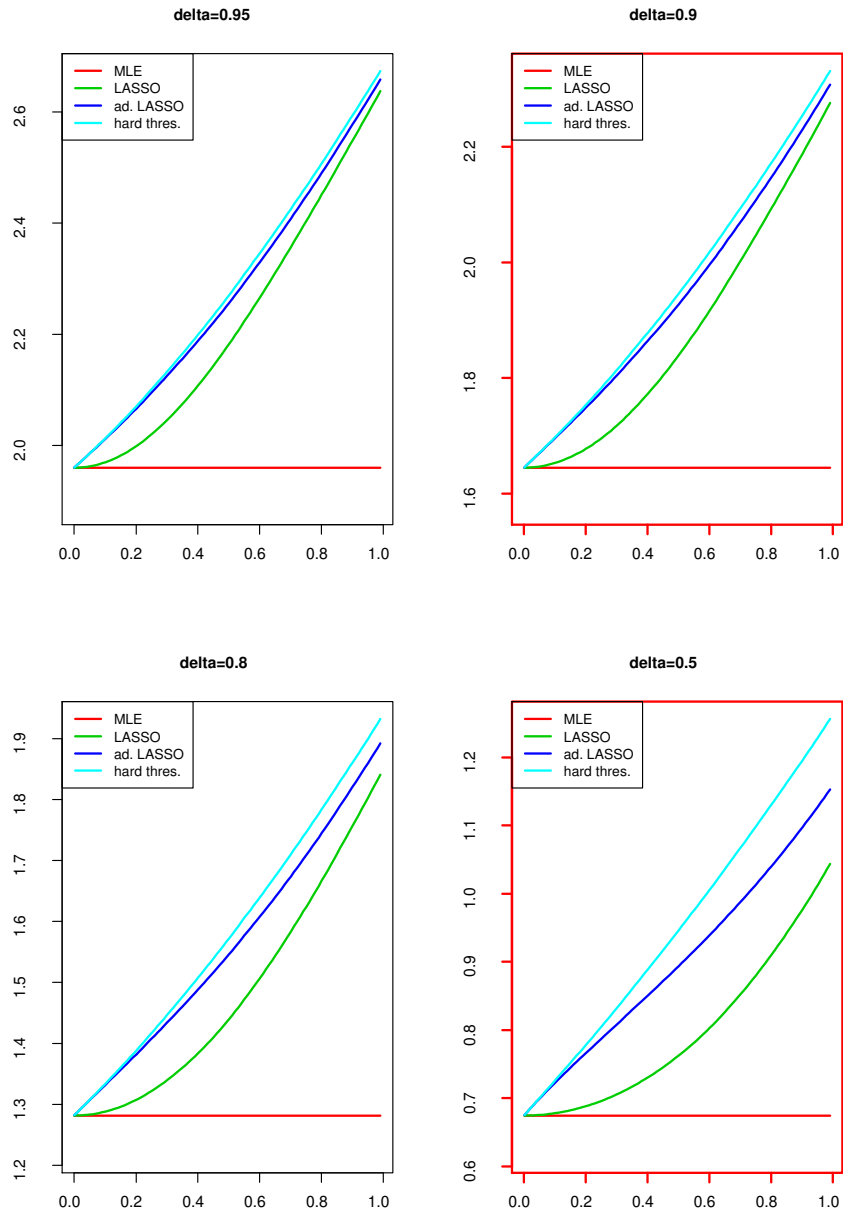 delta=0.95
MLE
LASSO
ad. LASSO
hard thres.
2.6
2.4
2.2
2.0
0.0 0.2 0.4 0.6 0.8 1.0
delta=0.9
MLE
LASSO
ad. LASSO
hard thres.
2.2
2.0
1.8
1.6
0.0 0.2 0.4 0.6 0.8 1.0
delta=0.8
MLE
LASSO
ad. LASSO
hard thres.
1.9
1.8
1.7
1.6
1.5
1.4
1.3
1.2
0.0 0.2 0.4 0.6 0.8 1.0
delta=0.5
MLE
LASSO
ad. LASSO
hard thres.
1.2
1.1
1.0
0.9
0.8
0.7
0.6
0.0 0.2 0.4 0.6 0.8 1.0